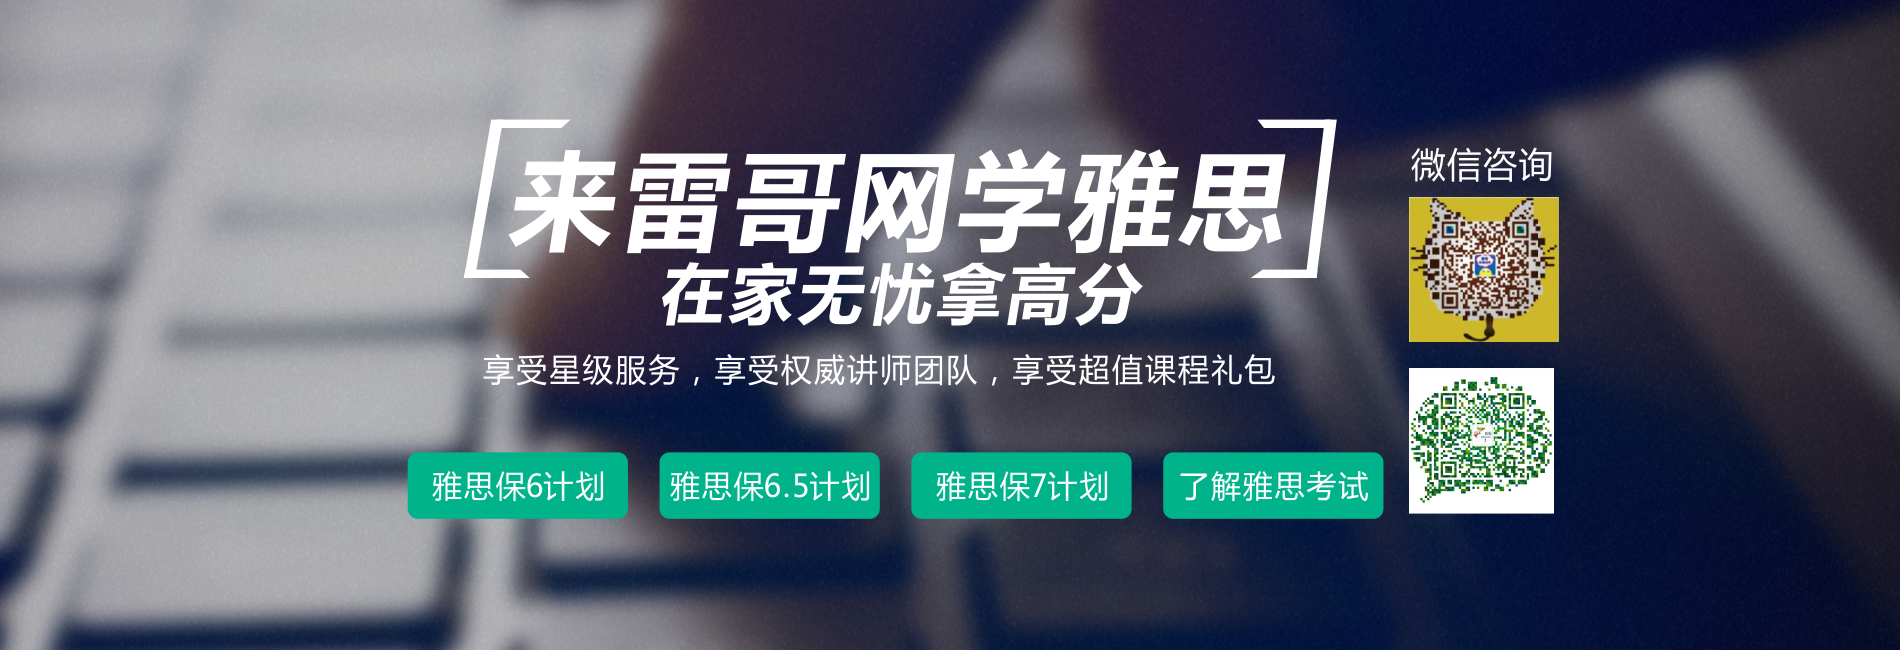 来雷哥网学雅思
在家无忧拿高分
享受星级服务，享受权威讲师团队，享受超值课程礼包
雅思保6计划
雅思保6.5计划
雅思保7计划
了解雅思考试
微信咨询